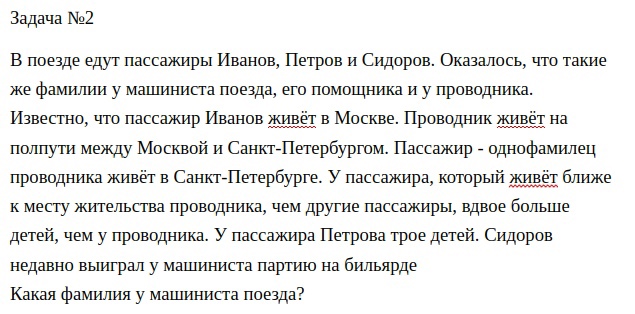 Задача №2
В поезде едут пассажиры Иванов, Петров и Сидоров. Оказалось, что такие
же фамилии у машиниста поезда, его помощника и у проводника.
Известно, что пассажир Иванов живёт в Москве. Проводник живёт на
полпути между Москвой и Санкт-Петербургом. Пассажир - однофамилец
проводника живёт в Санкт-Петербурге. У пассажира, который живёт ближе
к месту жительства проводника, чем другие пассажиры, вдвое больше
детей, чем у проводника. У пассажира Петрова трое детей. Сидоров
недавно выиграл у машиниста партию на бильярде
Какая фамилия у машиниста поезда?